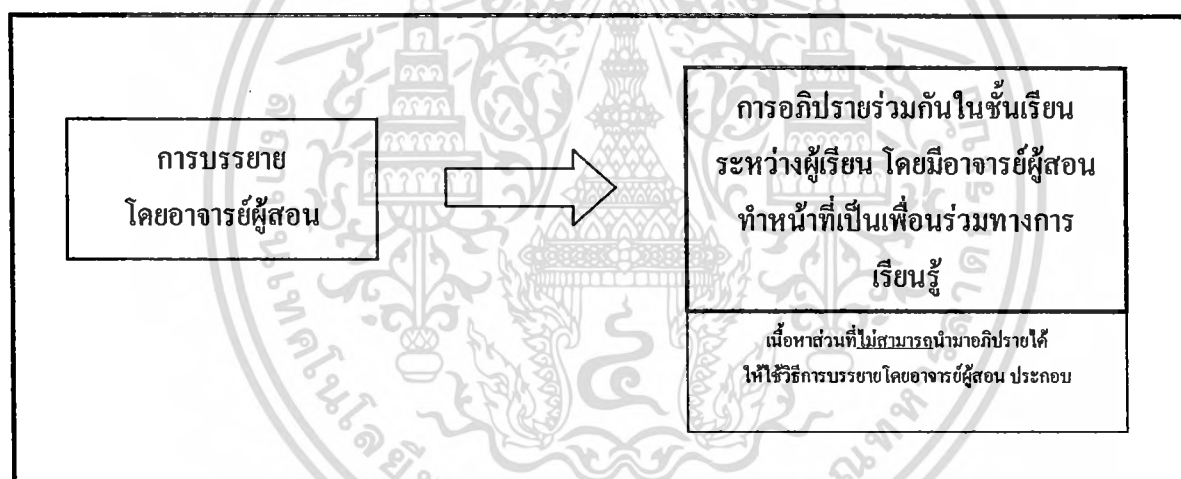 การบรรยาย
โดยอาจารย์ผู้สอน
การอภิปรายร่วมกันในชั้นเรียน
ระหว่างผู้เรียน โดยมีอาจารย์ผู้สอน
ทำหน้าที่เป็นเพื่อนร่วมทางการ
เรียนรู้
เนื้อหาส่วนที่ไม่สามารถนำมาอภิปรายได้
ให้ใช้วิธีการบรรยายโดยอาจารย์ผู้สอน ประกอบ